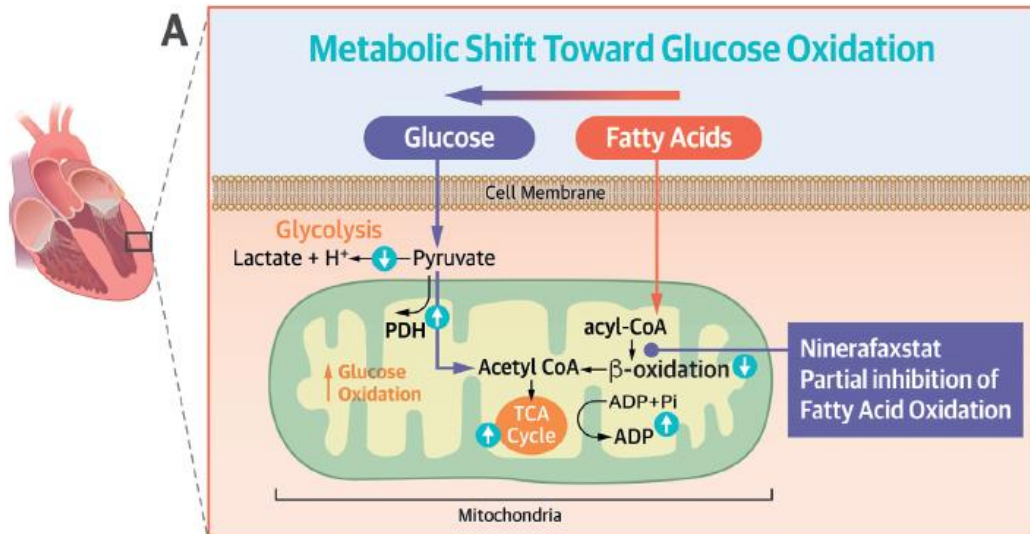 A
Metabolic Shift Toward Glucose Oxidation
Glucose
Fatty Acids
Cell Membrane
Glycolysis
Lactate + H⁺
Pyruvate
PDH
acyl-CoA
Glucose
Oxidation
Acetyl CoA
β-oxidation
Ninerafaxstat
Partial inhibition of
Fatty Acid Oxidation
TCA
Cycle
ADP+Pi
ADP
Mitochondria